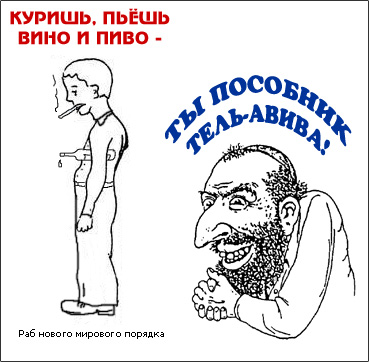 КУРИШЬ, ПЬЁШЬ
ВИНО И ПИВО -
ТЫ ПОСОБНИК
ТЕЛЬ-АВИВА!
Раб нового мирового порядка